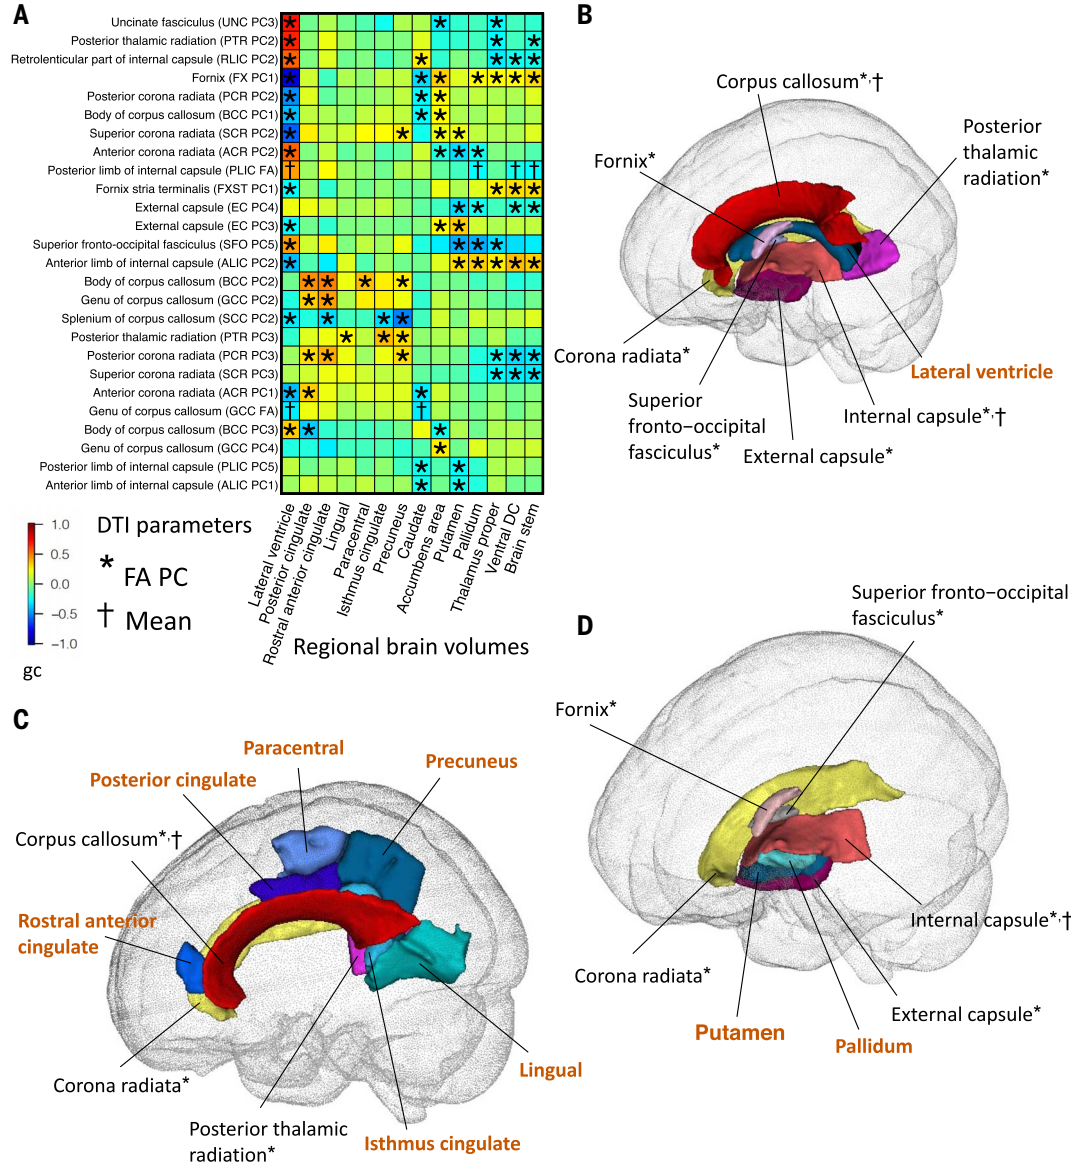 A
Uncinate fasciculus (UNC PC3)
Posterior thalamic radiation (PTR PC2)
Retrolenticular part of internal capsule (RLIC PC2)
Fornix (FX PC1)
Posterior corona radiata (PCR PC2)
Body of corpus callosum (BCC PC1)
Superior corona radiata (SCR PC2)
Anterior corona radiata (ACR PC2)
Posterior limb of internal capsule (PLIC FA)
Fornix stria terminalis (FXST PC1)
External capsule (EC PC4)
External capsule (EC PC3)
Superior fronto-occipital fasciculus (SFO PC5)
Anterior limb of internal capsule (ALIC PC2)
Body of corpus callosum (BCC PC2)
Genu of corpus callosum (GCC PC2)
Splenium of corpus callosum (SCC PC2)
Posterior thalamic radiation (PTR PC3)
Posterior corona radiata (PCR PC3)
Superior corona radiata (SCR PC3)
Anterior corona radiata (ACR PC1)
Genu of corpus callosum (GCC FA)
Body of corpus callosum (BCC PC3)
Genu of corpus callosum (GCC PC4)
Posterior limb of internal capsule (PLIC PC5)
Anterior limb of internal capsule (ALIC PC1)
Lateral ventricle
Posterior cingulate
Rostral anterior cingulate
Lingual
Paracentral
Isthmus cingulate
Precuneus
Caudate
Accumbens area
Putamen
Pallidum
Thalamus proper
Ventral DC
Brain stem
Regional brain volumes
1.0
0.5
0.0
−0.5
−1.0
gc
DTI parameters
* FA PC
† Mean
B
Corpus callosum*,†
Fornix*
Posterior
thalamic
radiation*
Corona radiata*
Superior
fronto−occipital
fasciculus*
External capsule*
Internal capsule*,†
Lateral ventricle
C
Paracentral
Posterior cingulate
Precuneus
Corpus callosum*,†
Rostral anterior
cingulate
Corona radiata*
Posterior thalamic
radiation*
Isthmus cingulate
Lingual
D
Superior fronto−occipital
fasciculus*
Fornix*
Internal capsule*,†
Corona radiata*
External capsule*
Putamen
Pallidum